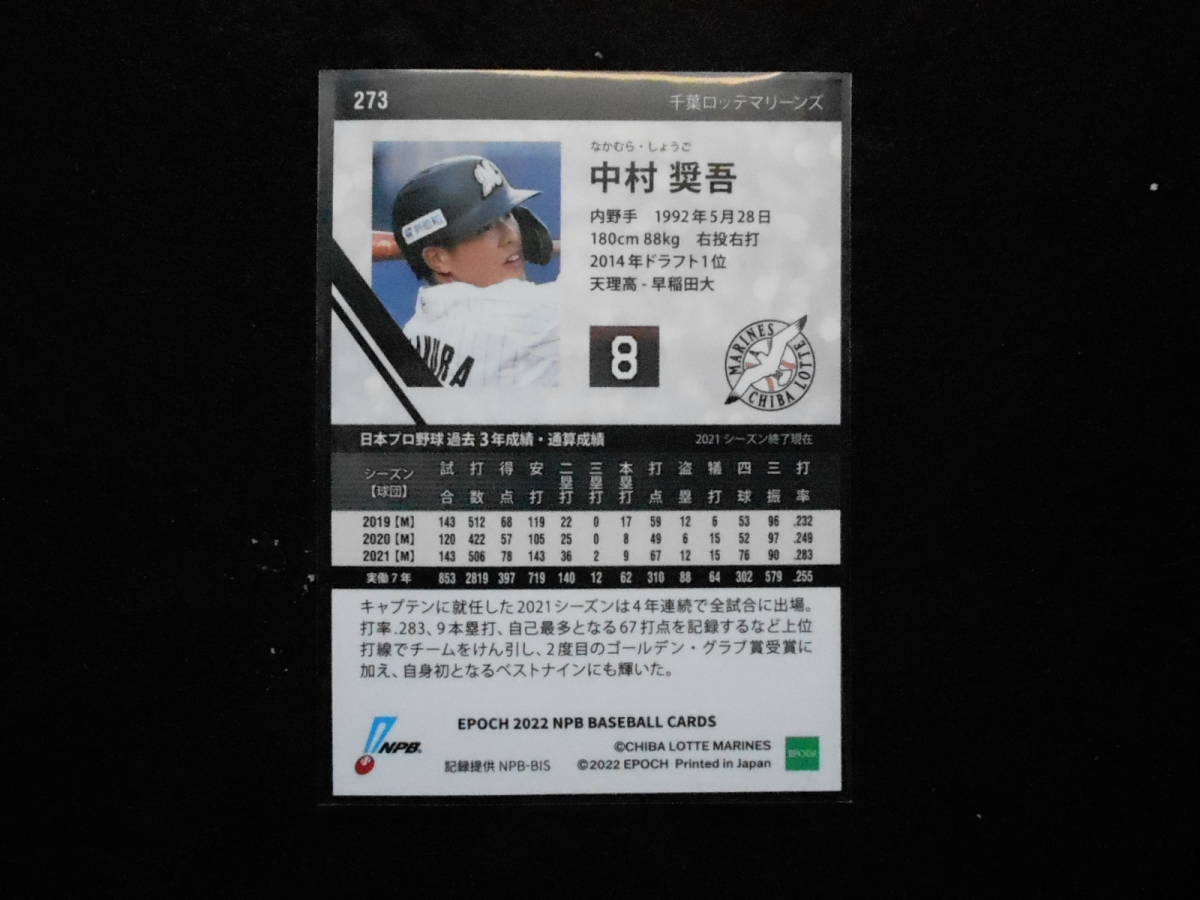 273
千葉ロッテマリーンズ
なかむら・しょうご
中村 奨吾
内野手 1992年5月28日
180cm 88kg 右投右打
2014年ドラフト1位
天理高 - 早稲田大
8
MARINES
CHIBA LOTTE
日本プロ野球 過去3年成績・通算成績
2021シーズン終了現在
シーズン【球団】 試合 打数 得点 安打 二塁打 三塁打 本塁打 打点 盗塁 犠打 四球 三振 打率
2019【M】 143 512 68 119 22 0 17 59 12 6 53 96 .232
2020【M】 120 422 57 105 25 0 8 49 6 15 52 97 .249
2021【M】 143 506 78 143 36 2 9 67 12 15 76 90 .283
実働7年 853 2819 397 719 140 12 62 310 88 64 302 579 .255
キャプテンに就任した2021シーズンは4年連続で全試合に出場。
打率.283、9本塁打、自己最多となる67打点を記録するなど上位
打線でチームをけん引し、2度目のゴールデン・グラブ賞受賞に
加え、自身初となるベストナインにも輝いた。
EPOCH 2022 NPB BASEBALL CARDS
NPB
©CHIBA LOTTE MARINES
記録提供 NPB-BIS ©2022 EPOCH Printed in Japan
EPOCH